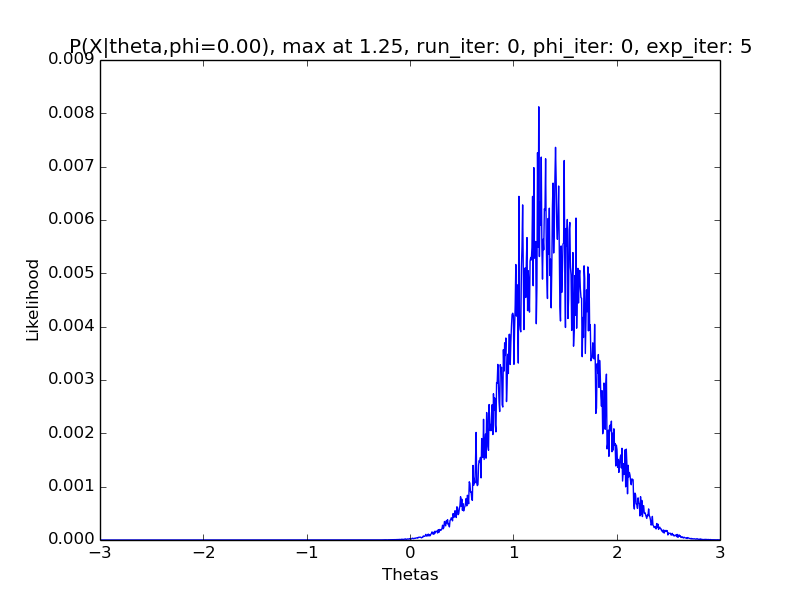 P(X|theta,phi=0.00), max at 1.25, run_iter: 0, phi_iter: 0, exp_iter: 5
0.009
0.008
0.007
0.006
0.005
0.004
0.003
0.002
0.001
0.000
Likelihood
−3 −2 −1 0 1 2 3
Thetas